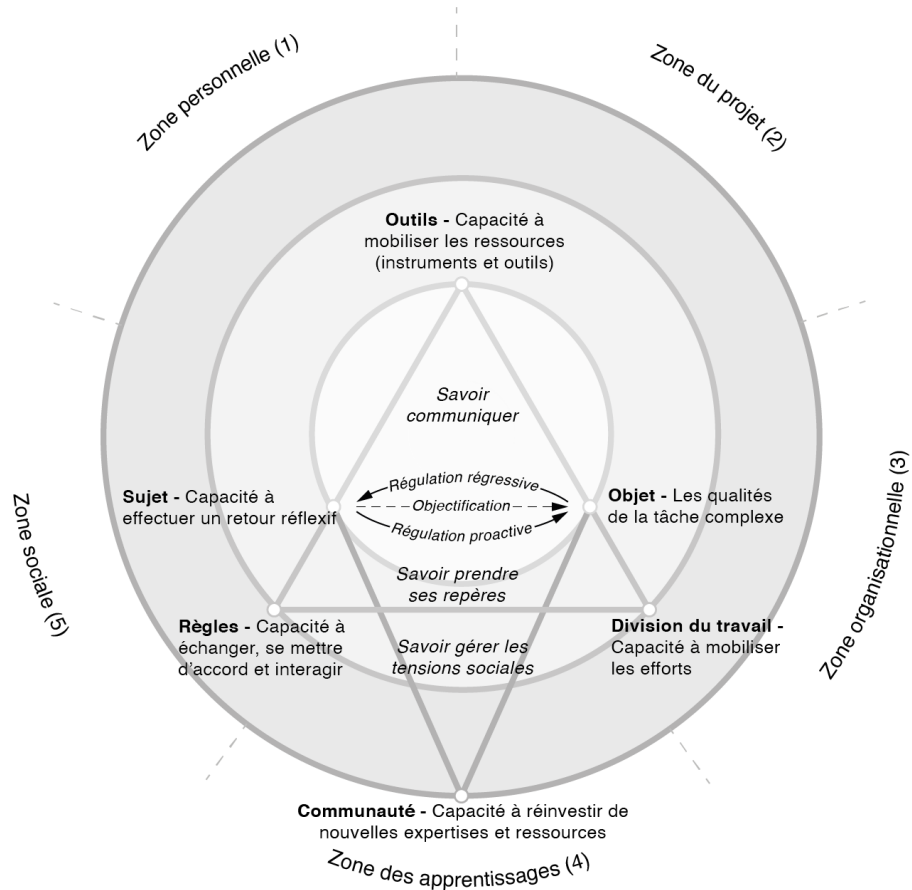 Zone personnelle (1)
Zone du projet (2)
Outils - Capacité à
mobiliser les ressources
(instruments et outils)
Savoir
communiquer
Régulation régressive
Objectification
Régulation proactive
Sujet - Capacité à
effectuer un retour réflexif
Objet - Les qualités
de la tâche complexe
Zone sociale (5)
Zone organisationnelle (3)
Savoir prendre
ses repères
Règles - Capacité à
échanger, se mettre
d'accord et interagir
Savoir gérer les
tensions sociales
Division du travail -
Capacité à mobiliser
les efforts
Communauté - Capacité à réinvestir de
nouvelles expertises et ressources
Zone des apprentissages (4)